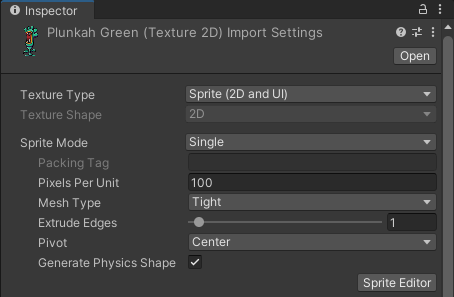 Inspector
Plunkah Green (Texture 2D) Import Settings
Open
Texture Type Sprite (2D and UI)
Texture Shape 2D
Sprite Mode Single
Packing Tag
Pixels Per Unit 100
Mesh Type Tight
Extrude Edges 1
Pivot Center
Generate Physics Shape
Sprite Editor